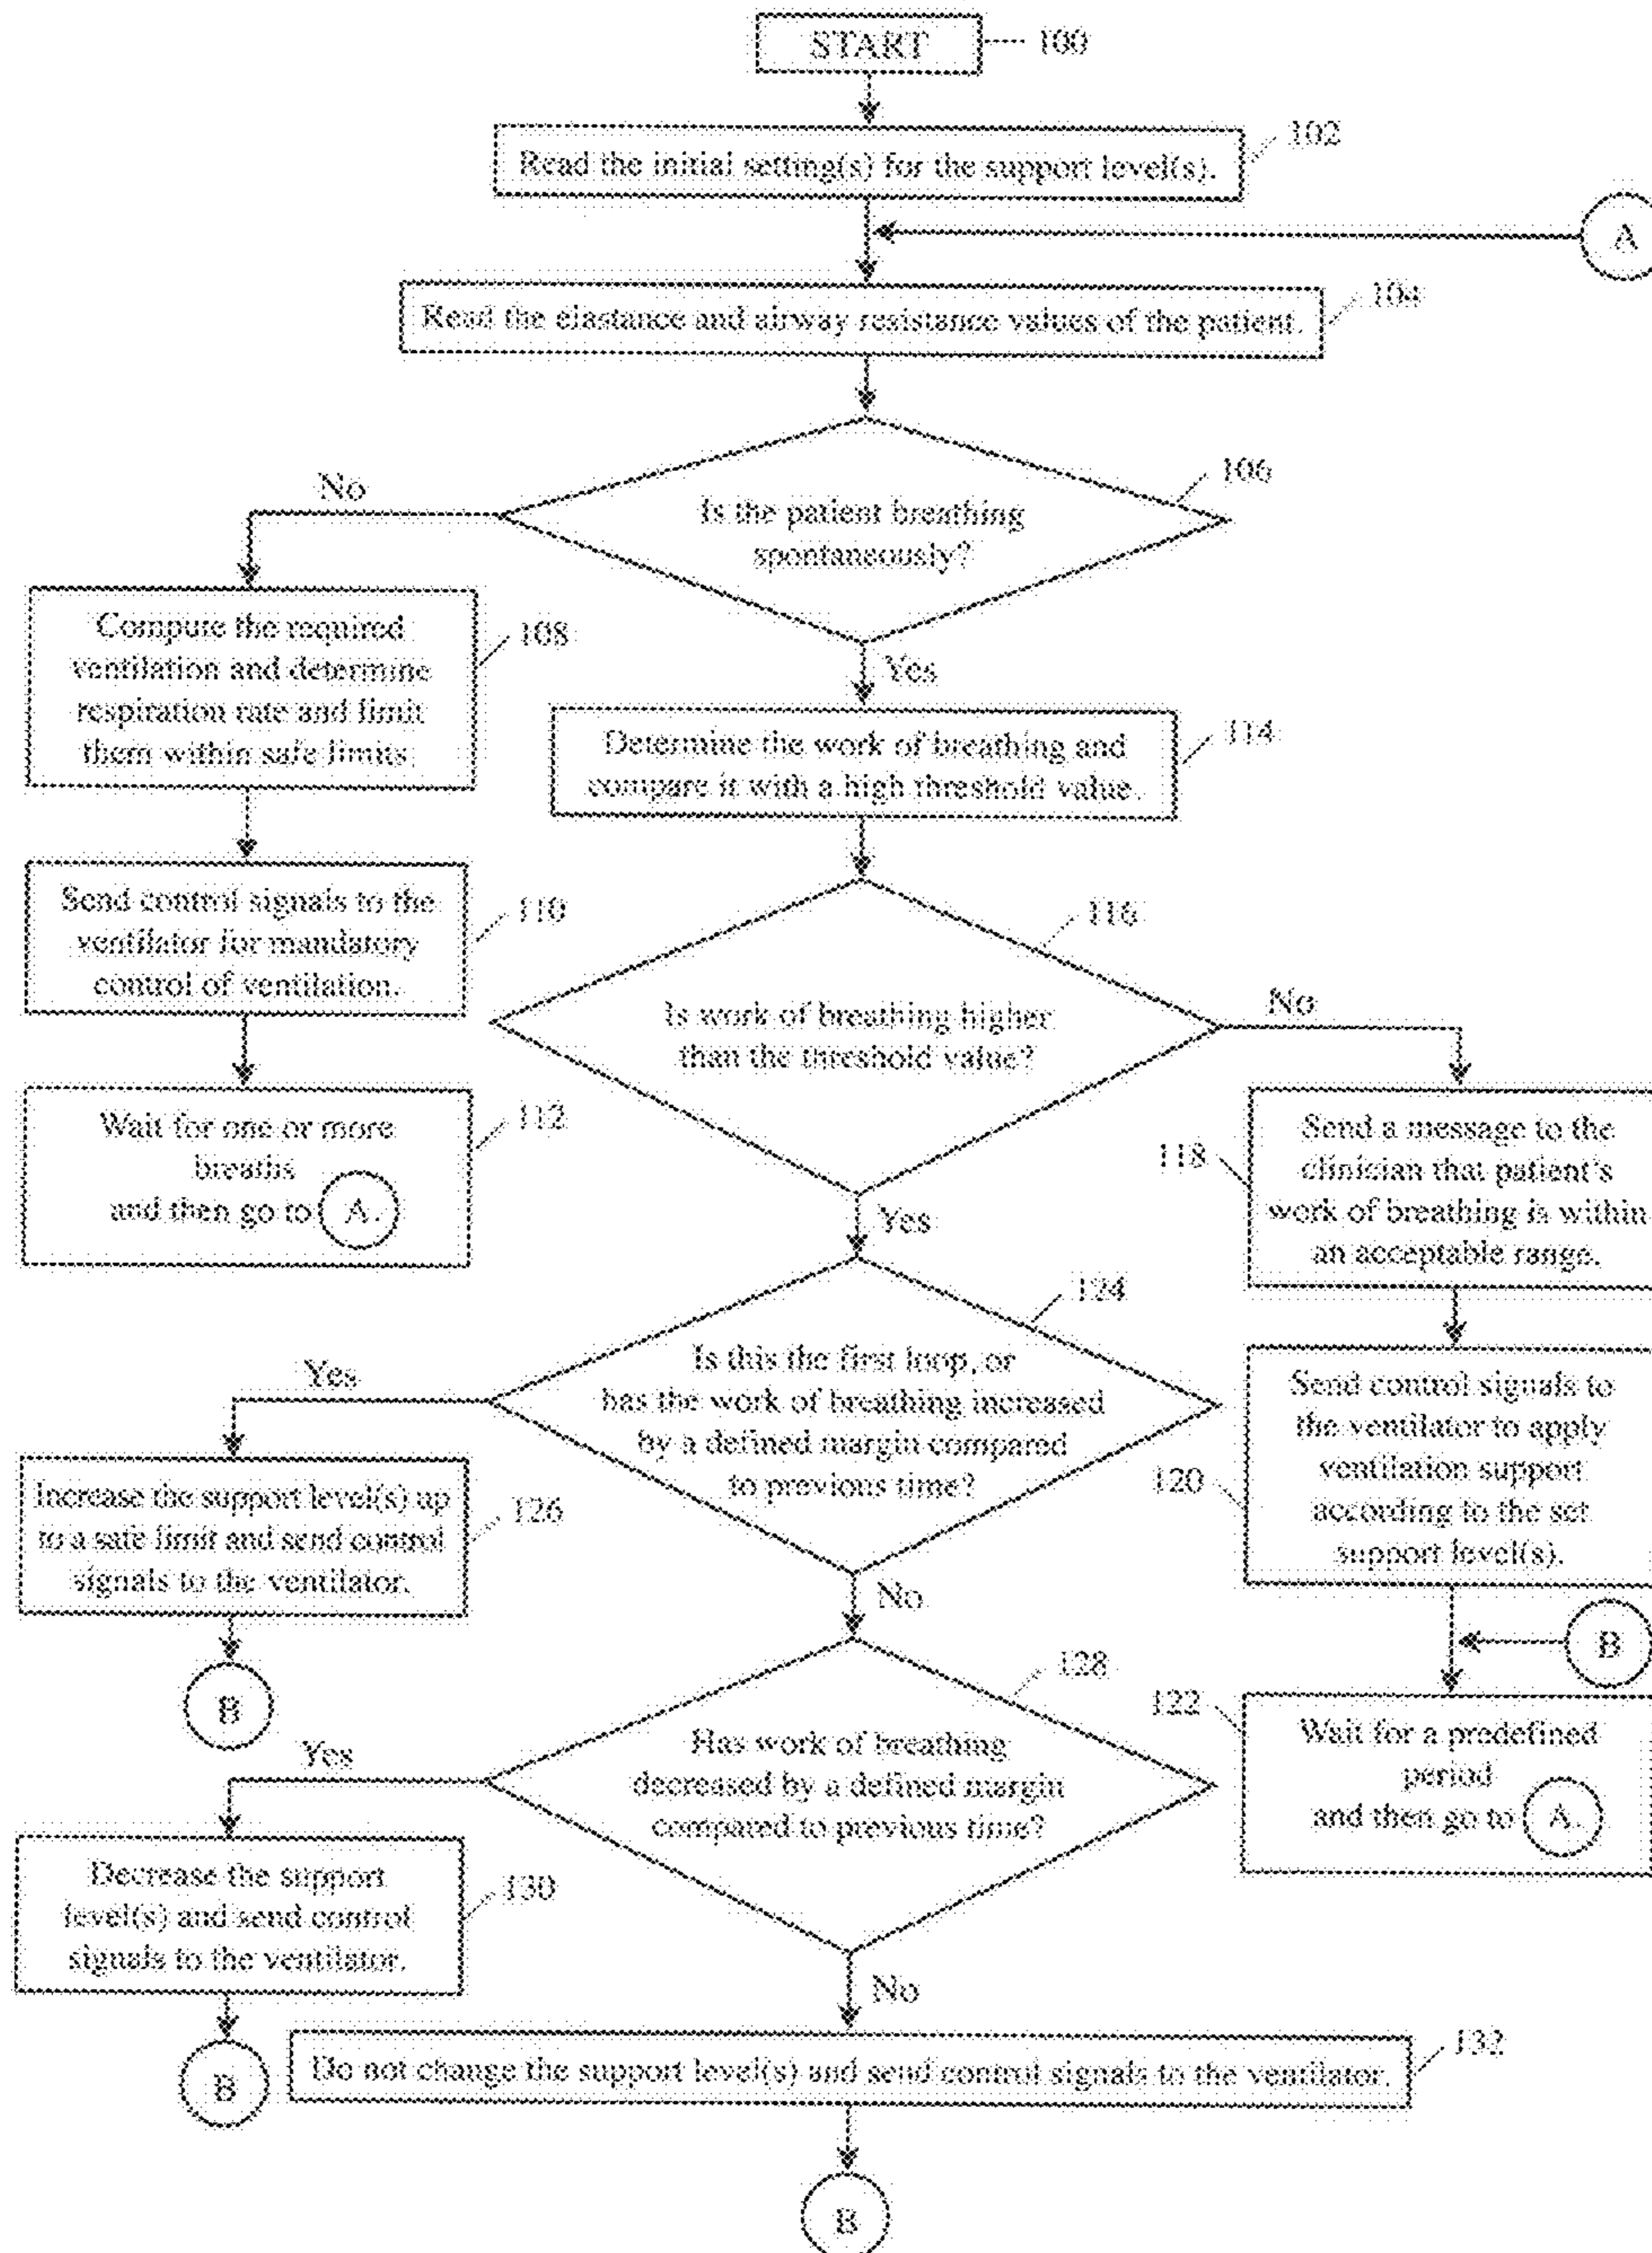 START
100
Read the initial setting(s) for the support level(s).
102
A
Read the elastance and airway resistance values of the patient.
104
Is the patient breathing
spontaneously?
106
No
Yes
Compute the required
ventilation and determine
respiration rate and limit
them within safe limits
108
Determine the work of breathing and
compare it with a high threshold value.
114
Send control signals to the
ventilator for mandatory
control of ventilation.
110
Is work of breathing higher
than the threshold value?
116
No
Yes
Wait for one or more
breaths
and then go to A.
112
Send a message to the
clinician that patient's
work of breathing is within
an acceptable range.
118
Is this the first loop, or
has the work of breathing increased
by a defined margin compared
to previous time?
124
Yes
No
Send control signals to
the ventilator to apply
ventilation support
according to the set
support level(s).
120
Increase the support level(s) up
to a safe limit and send control
signals to the ventilator.
126
B
B
Has work of breathing
decreased by a defined margin
compared to previous time?
128
Yes
No
Wait for a predefined
period
and then go to A.
122
Decrease the support
level(s) and send control
signals to the ventilator.
130
B
Do not change the support level(s) and send control signals to the ventilator.
132
B